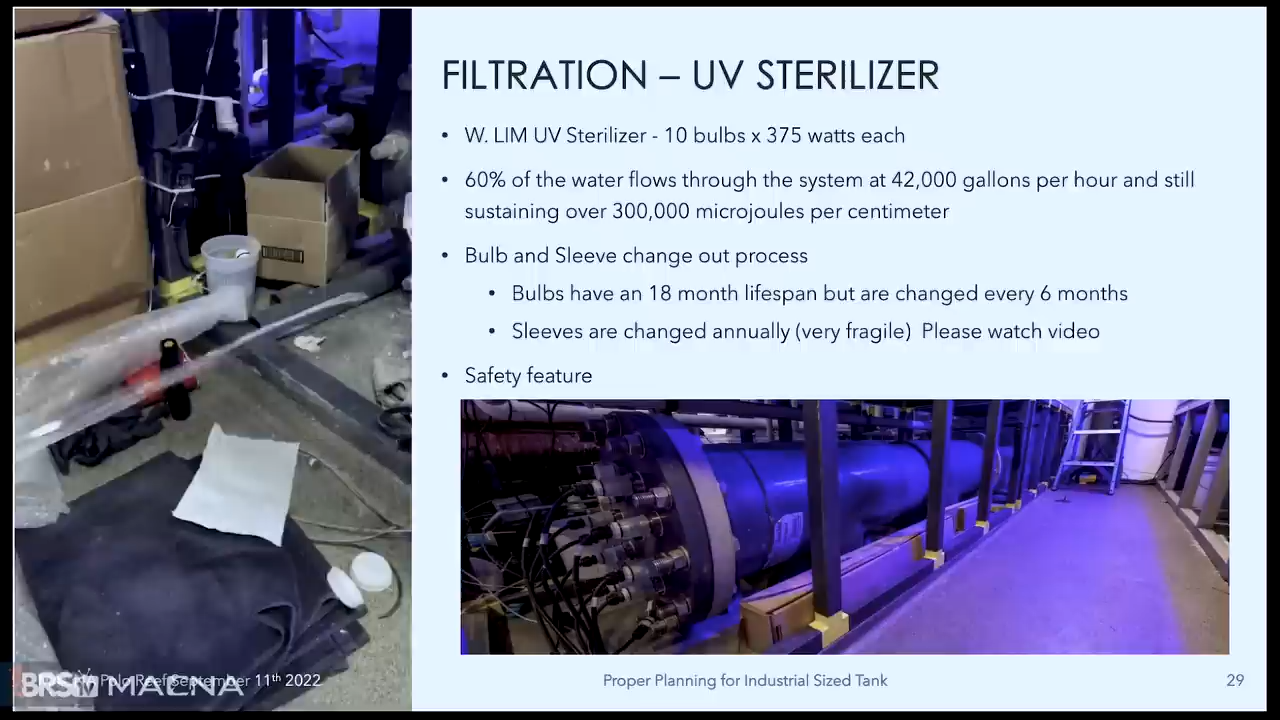 FILTRATION – UV STERILIZER
• W. LIM UV Sterilizer - 10 bulbs x 375 watts each
• 60% of the water flows through the system at 42,000 gallons per hour and still
sustaining over 300,000 microjoules per centimeter
• Bulb and Sleeve change out process
• Bulbs have an 18 month lifespan but are changed every 6 months
• Sleeves are changed annually (very fragile)  Please watch video
• Safety feature
BRStv MACNA
Reef September 11th 2022
Proper Planning for Industrial Sized Tank
29